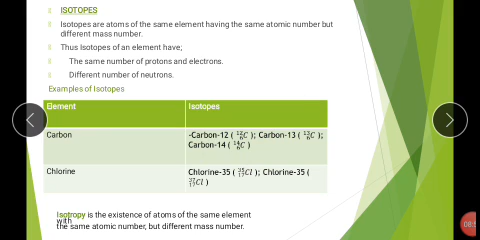 ISOTOPES
Isotopes are atoms of the same element having the same atomic number but
different mass number.
Thus Isotopes of an element have;
The same number of protons and electrons.
Different number of neutrons.
Examples of Isotopes
Element Isotopes
Carbon -Carbon-12 ( ¹²₆C ); Carbon-13 ( ¹³₆C );
Carbon-14 ( ¹⁴₆C )
Chlorine Chlorine-35 ( ³⁵₁₇Cl ); Chlorine-35 (
³⁷₁₇Cl )
Isotropy is the existence of atoms of the same element
with
the same atomic number, but different mass number.